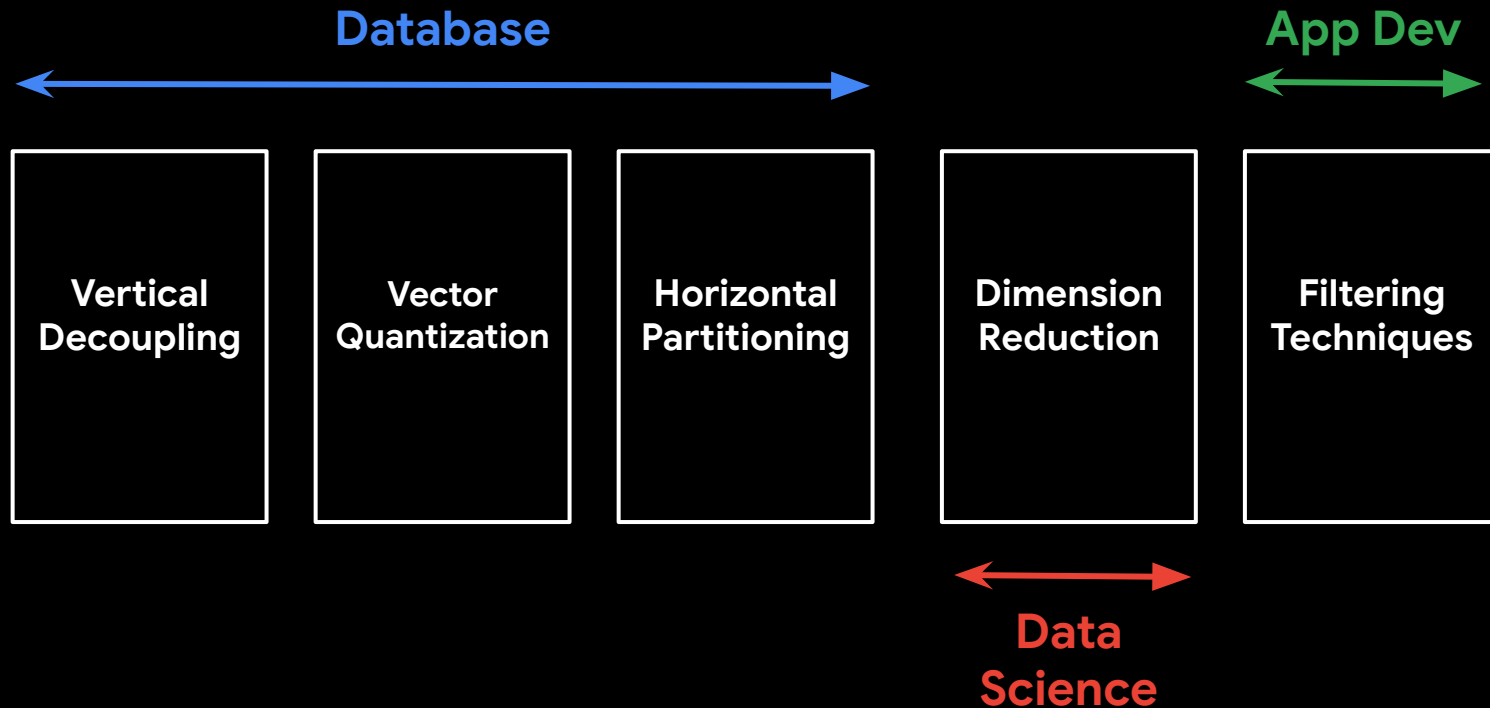 Database
App Dev
Vertical
Decoupling
Vector
Quantization
Horizontal
Partitioning
Dimension
Reduction
Filtering
Techniques
Data
Science